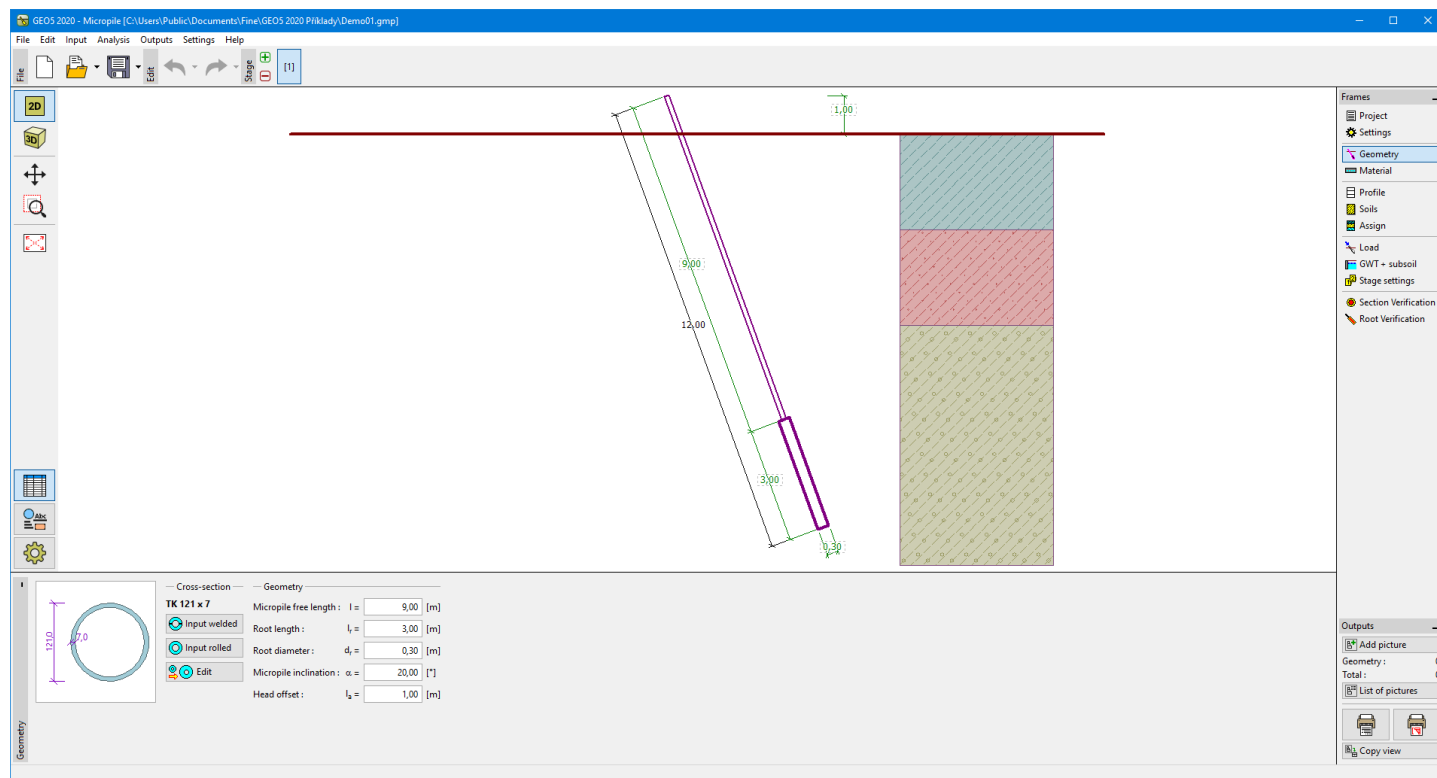 GEO5 2020 - Micropile [C:\Users\Public\Documents\Fine\GEO5 2020 Příklady\Demo01.gmp]
File Edit Input Analysis Outputs Settings Help
File
Edit
Stage
[1]
2D
3D
1,00
9,00
12,00
3,00
0,30
Frames
Project
Settings
Geometry
Material
Profile
Soils
Assign
Load
GWT + subsoil
Stage settings
Section Verification
Root Verification
Outputs
Add picture
Geometry :
Total :
List of pictures
Copy view
Abc
Geometry
121,0
7,0
Cross-section
TK 121 x 7
Input welded
Input rolled
Edit
Geometry
Micropile free length : l = 9,00 [m]
Root length : lr = 3,00 [m]
Root diameter : dr = 0,30 [m]
Micropile inclination : α = 20,00 [°]
Head offset : la = 1,00 [m]